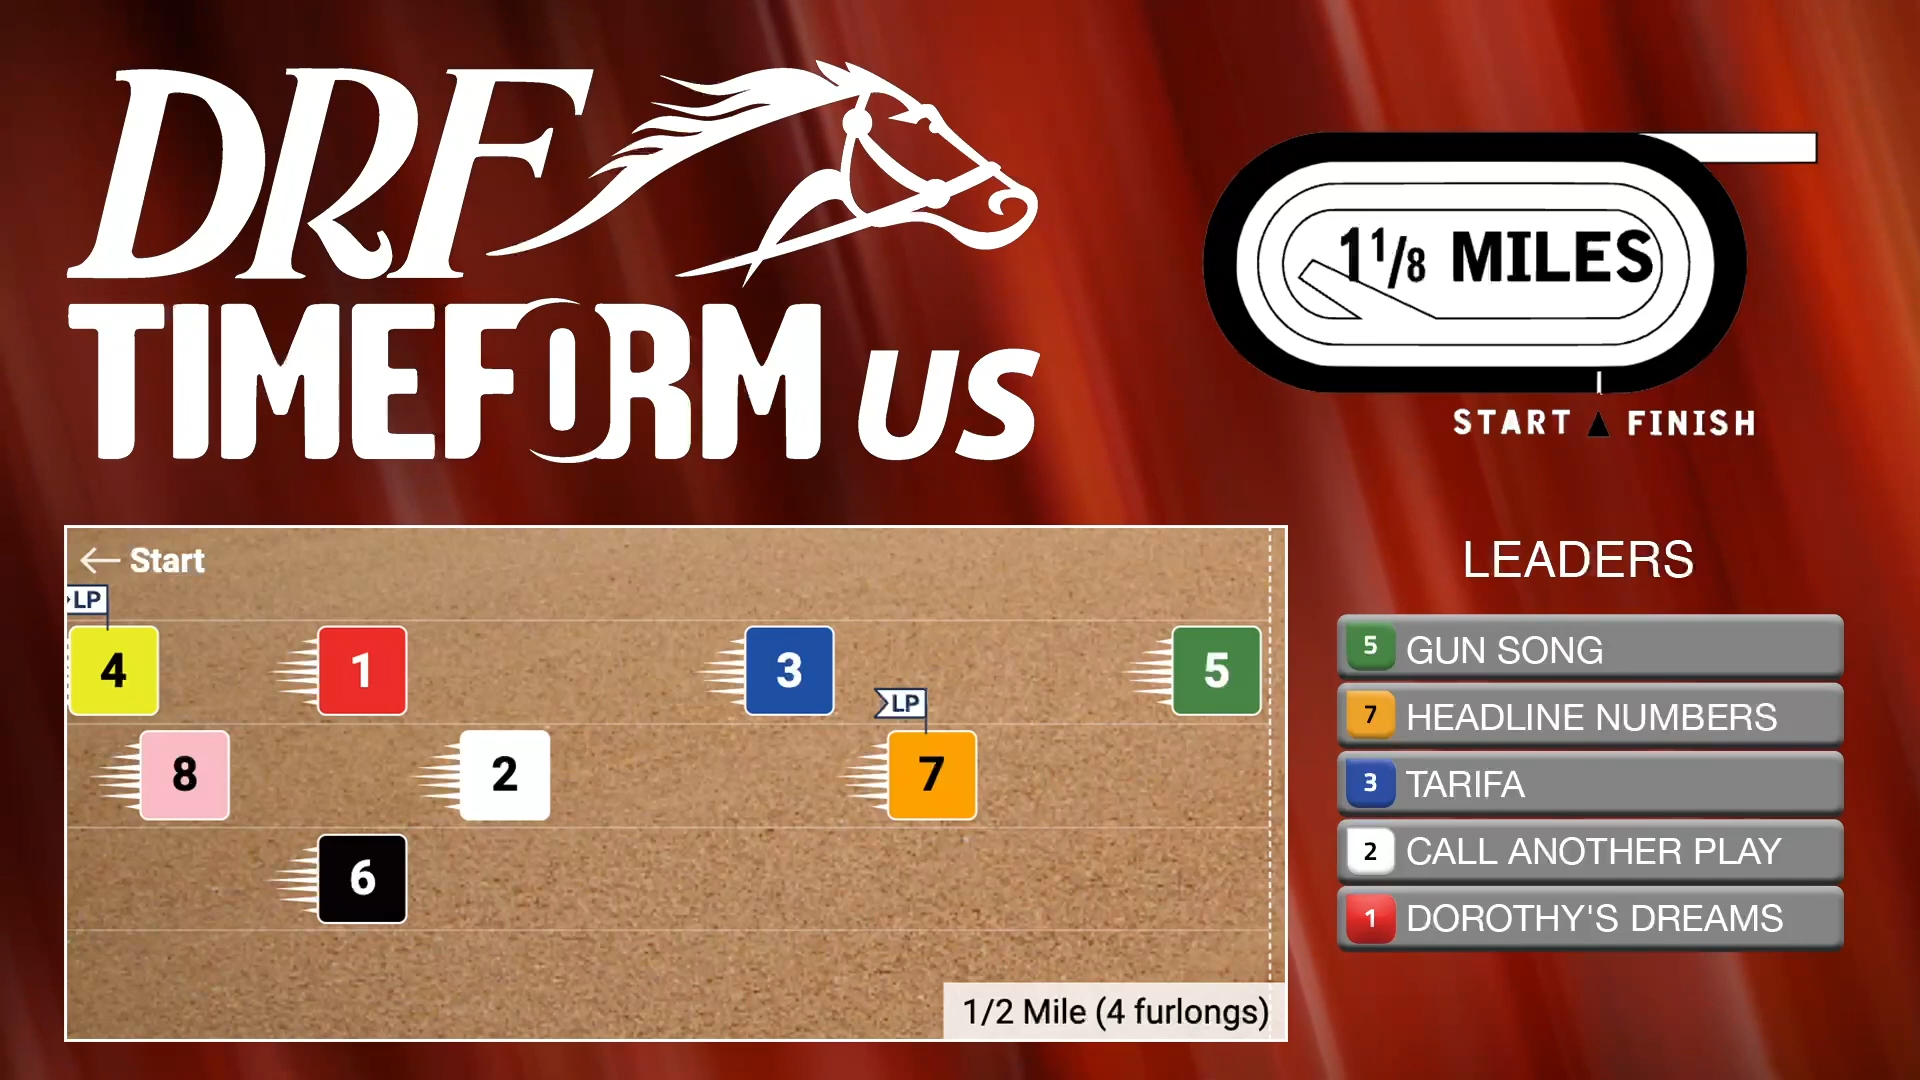 DRF
TIMEFORM US
1 1/8 MILES
START FINISH
← Start
LP
4 1 3 5
LP
8 2 7
6
1/2 Mile (4 furlongs)
LEADERS
5 GUN SONG
7 HEADLINE NUMBERS
3 TARIFA
2 CALL ANOTHER PLAY
1 DOROTHY'S DREAMS